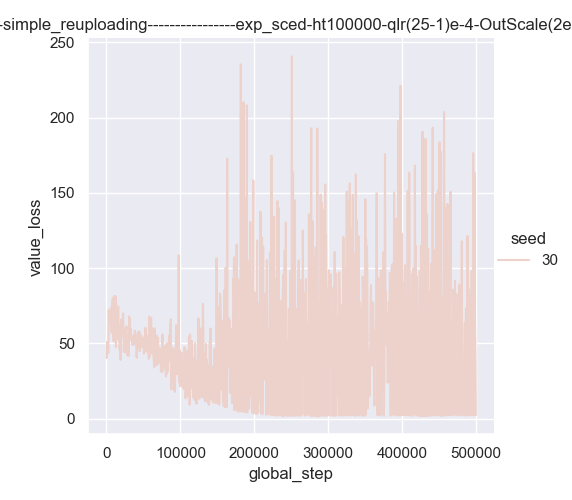 -simple_reuploading----------------exp_sced-ht100000-qlr(25-1)e-4-OutScale(2e
250
200
150
100
50
0
value_loss
0 100000 200000 300000 400000 500000
global_step
seed
30